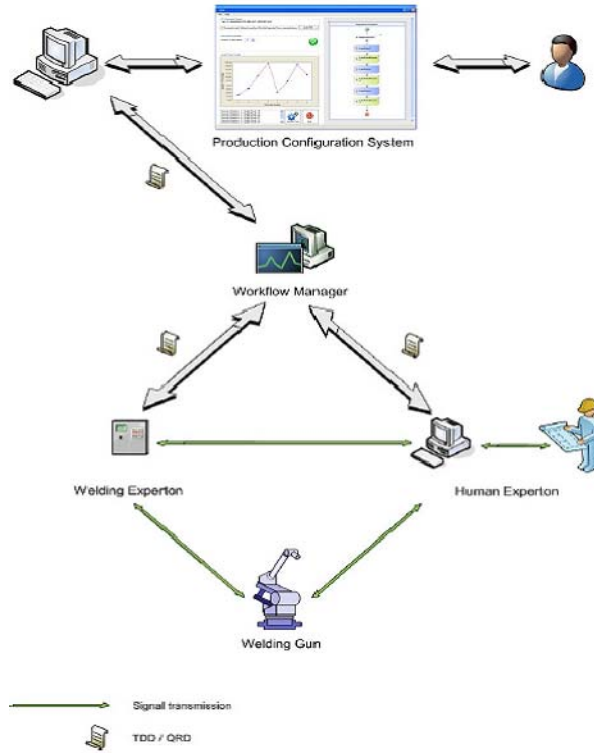 Production Configuration System
Workflow Manager
Welding Experton
Human Experton
Welding Gun
Signall transmission
TDD / QRD